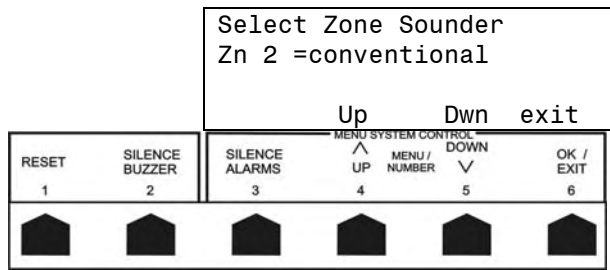 Select Zone Sounder
Zn 2 =conventional
Up Dwn exit
MENU SYSTEM CONTROL
RESET
1
SILENCE
BUZZER
2
SILENCE
ALARMS
3
UP
4
MENU /
NUMBER
DOWN
5
OK /
EXIT
6